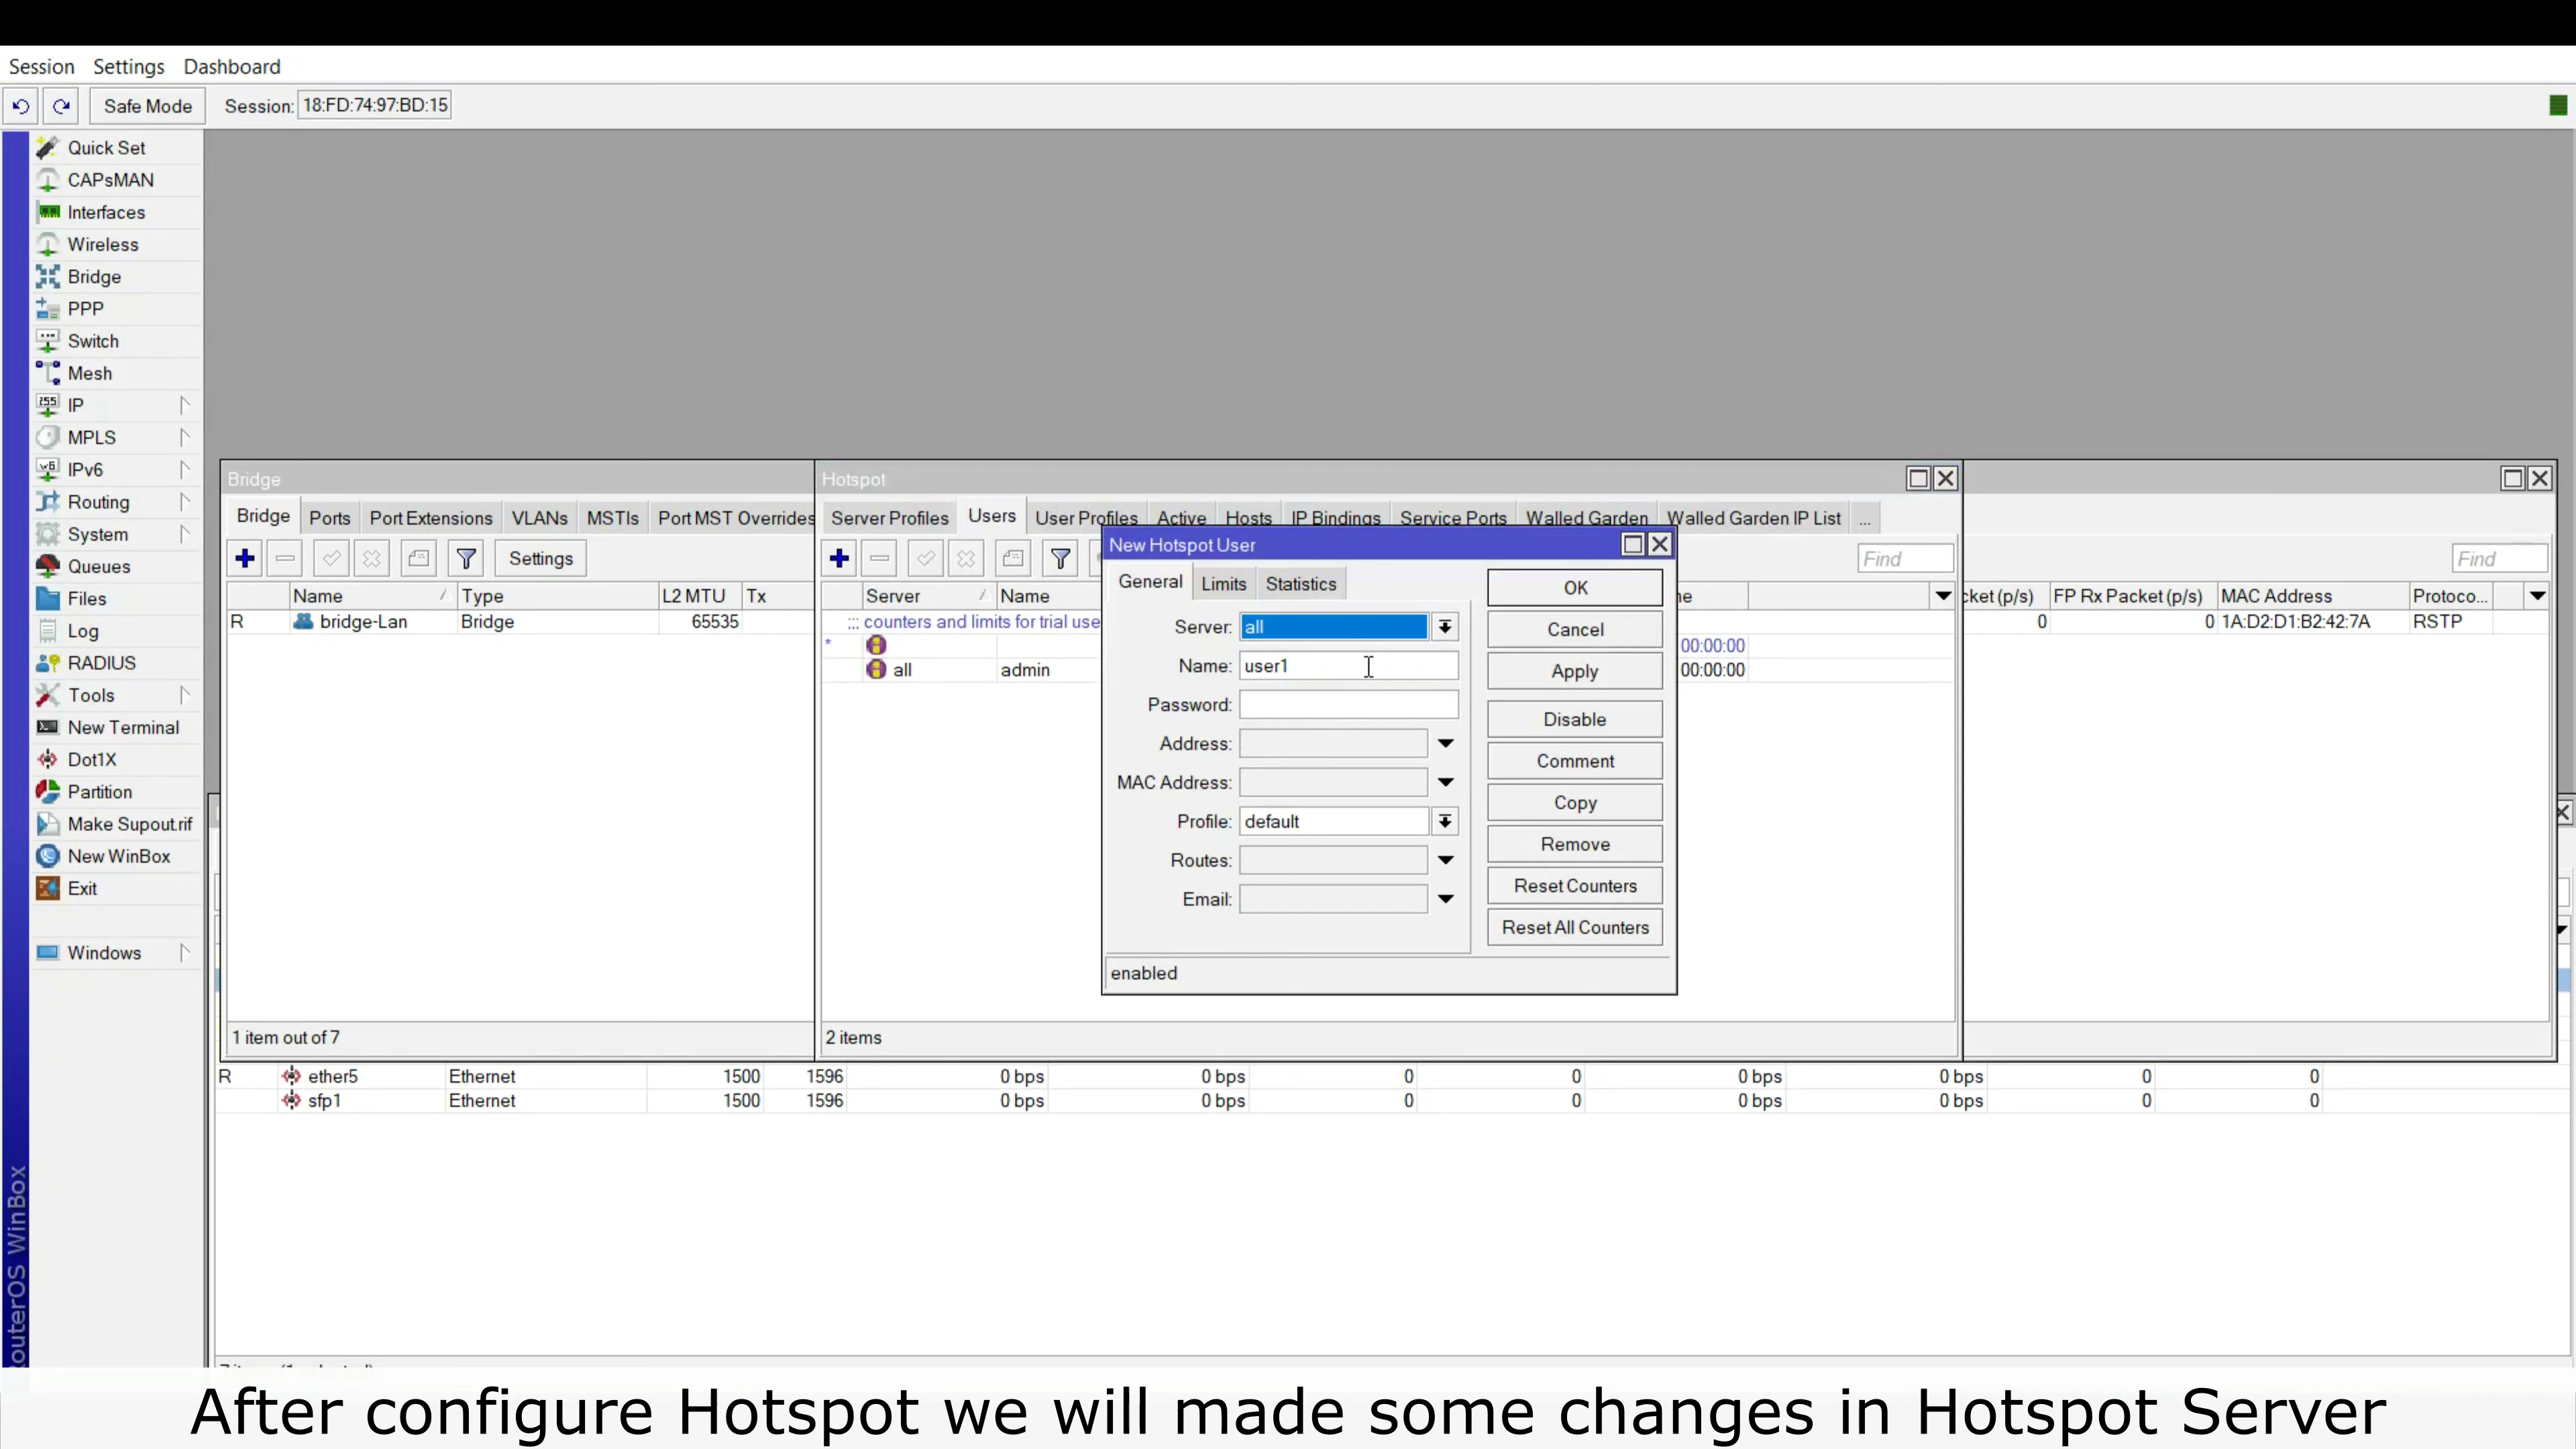 Session Settings Dashboard
Safe Mode Session: 18:FD:74:97:BD:15
Quick Set
CAPsMAN
Interfaces
Wireless
Bridge
PPP
Switch
Mesh
IP
MPLS
IPv6
Routing
System
Queues
Files
Log
RADIUS
Tools
New Terminal
Dot1X
Partition
Make Supout.rif
New WinBox
Exit
Windows
RouterOS WinBox
Bridge
Bridge Ports Port Extensions VLANs MSTIs Port MST Overrides
Settings
Name Type L2 MTU Tx
R bridge-Lan Bridge 65535
1 item out of 7
Hotspot
Server Profiles Users User Profiles Active Hosts IP Bindings Service Ports Walled Garden Walled Garden IP List ...
Find
Server Name
;;; counters and limits for trial use
* 00:00:00
all admin 00:00:00
2 items
New Hotspot User
General Limits Statistics
Server: all
Name: user1
Password:
Address:
MAC Address:
Profile: default
Routes:
Email:
OK
Cancel
Apply
Disable
Comment
Copy
Remove
Reset Counters
Reset All Counters
enabled
Find
cket (p/s) FP Rx Packet (p/s) MAC Address Protoco...
0 0 1A:D2:D1:B2:42:7A RSTP
R ether5 Ethernet 1500 1596 0 bps 0 bps 0 0 0 bps 0 bps 0 0
sfp1 Ethernet 1500 1596 0 bps 0 bps 0 0 0 bps 0 bps 0 0
After configure Hotspot we will made some changes in Hotspot Server